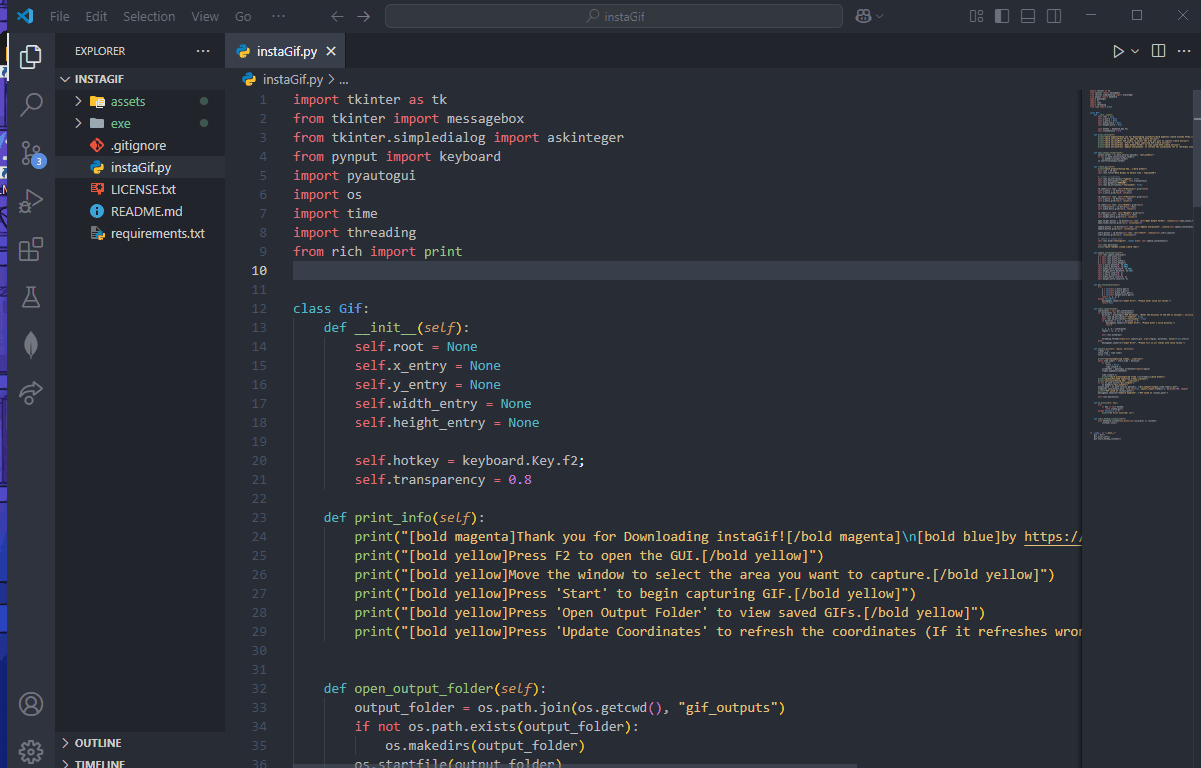 File Edit Selection View Go ... instaGif
EXPLORER ...
INSTAGIF
assets
exe
.gitignore
instaGif.py
LICENSE.txt
README.md
requirements.txt
OUTLINE
TIMELINE
3
instaGif.py
instaGif.py > ...
1 import tkinter as tk
2 from tkinter import messagebox
3 from tkinter.simpledialog import askinteger
4 from pynput import keyboard
5 import pyautogui
6 import os
7 import time
8 import threading
9 from rich import print
10
11
12 class Gif:
13     def __init__(self):
14         self.root = None
15         self.x_entry = None
16         self.y_entry = None
17         self.width_entry = None
18         self.height_entry = None
19
20         self.hotkey = keyboard.Key.f2;
21         self.transparency = 0.8
22
23     def print_info(self):
24         print("[bold magenta]Thank you for Downloading instaGif![/bold magenta]\n[bold blue]by https:/
25         print("[bold yellow]Press F2 to open the GUI.[/bold yellow]")
26         print("[bold yellow]Move the window to select the area you want to capture.[/bold yellow]")
27         print("[bold yellow]Press 'Start' to begin capturing GIF.[/bold yellow]")
28         print("[bold yellow]Press 'Open Output Folder' to view saved GIFs.[/bold yellow]")
29         print("[bold yellow]Press 'Update Coordinates' to refresh the coordinates (If it refreshes wron
30
31
32     def open_output_folder(self):
33         output_folder = os.path.join(os.getcwd(), "gif_outputs")
34         if not os.path.exists(output_folder):
35             os.makedirs(output_folder)
36         os.startfile(output_folder)